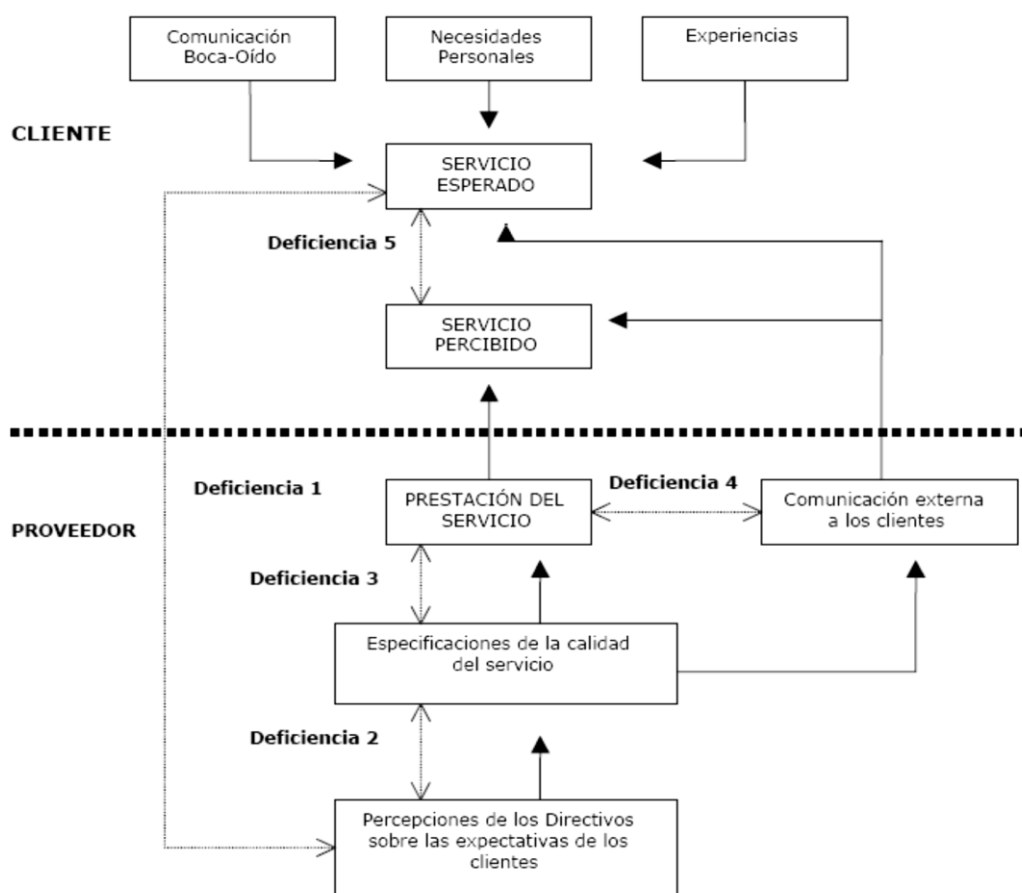 Comunicación
Boca-Oído
Necesidades
Personales
Experiencias
CLIENTE
SERVICIO
ESPERADO
Deficiencia 5
SERVICIO
PERCIBIDO
Deficiencia 1
PRESTACIÓN DEL
SERVICIO
Deficiencia 4
Comunicación externa
a los clientes
PROVEEDOR
Deficiencia 3
Especificaciones de la calidad
del servicio
Deficiencia 2
Percepciones de los Directivos
sobre las expectativas de los
clientes